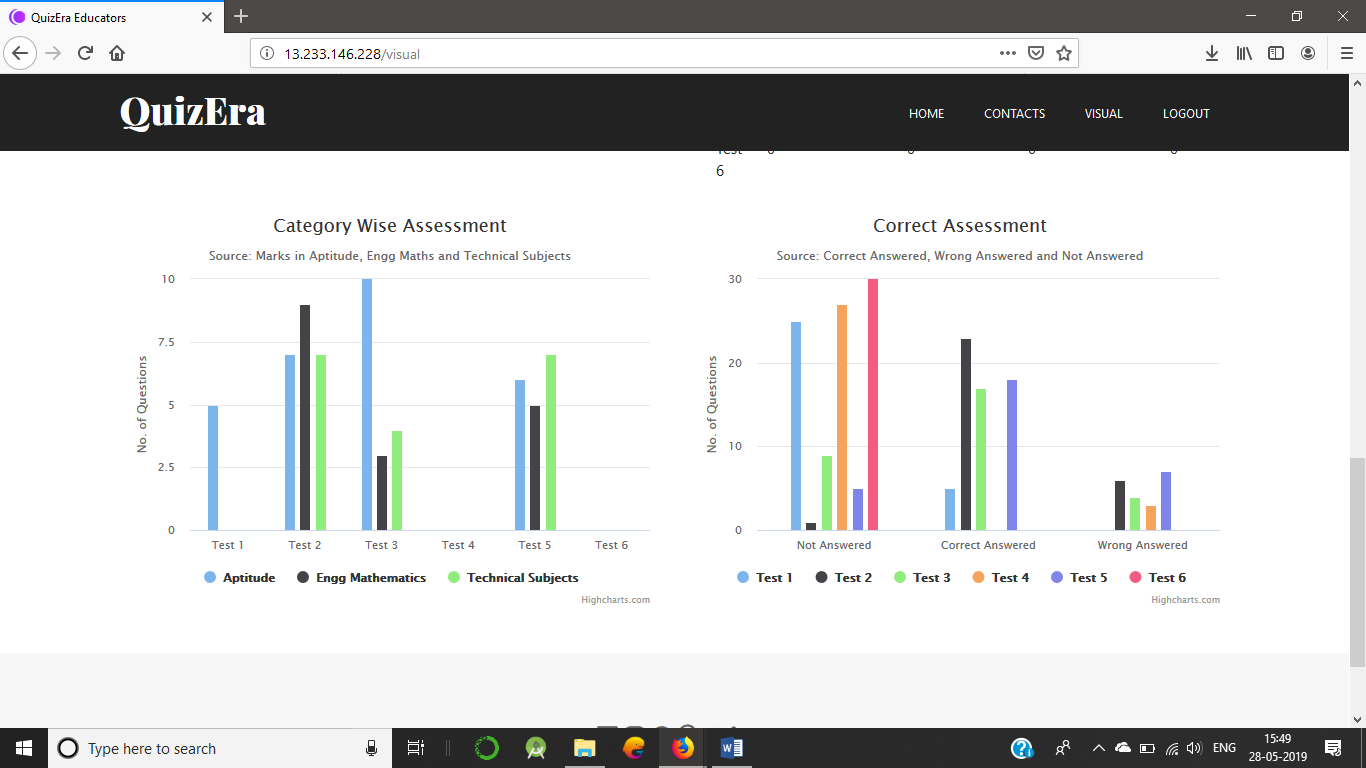 QuizEra Educators
13.233.146.228/visual
QuizEra
HOME CONTACTS VISUAL LOGOUT
Test 0 0 0 0
6
Category Wise Assessment
Source: Marks in Aptitude, Engg Maths and Technical Subjects
10
7.5
5
2.5
0
No. of Questions
Test 1 Test 2 Test 3 Test 4 Test 5 Test 6
Aptitude Engg Mathematics Technical Subjects
Highcharts.com
Correct Assessment
Source: Correct Answered, Wrong Answered and Not Answered
30
20
10
0
No. of Questions
Not Answered Correct Answered Wrong Answered
Test 1 Test 2 Test 3 Test 4 Test 5 Test 6
Highcharts.com
Type here to search
ENG
15:49
28-05-2019